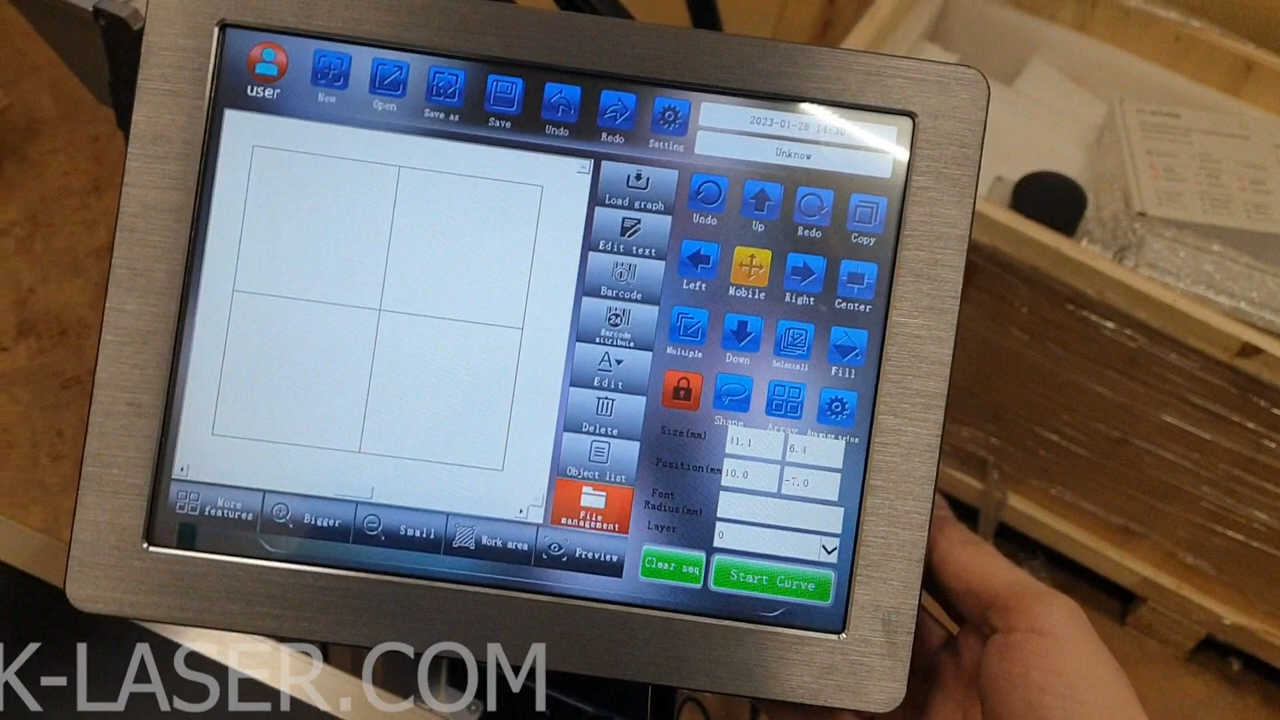 user
New
Open
Save as
Save
Undo
Redo
Setting
2023-01-26 14:30
Unknow
Load graph
Edit text
Barcode
Barcode
attribute
24
A
Edit
Delete
Object list
File
management
Undo
Up
Redo
Copy
Left
Mobile
Right
Center
Multiple
Down
Selectall
Fill
Shape
Array
Size(mm)
6.4
Position(mm
10.0
-7.0
Font
Radius(mm)
Layer
0
More
features
Bigger
Small
Work area
Preview
Clear seq
Start Curve
K-LASER.COM